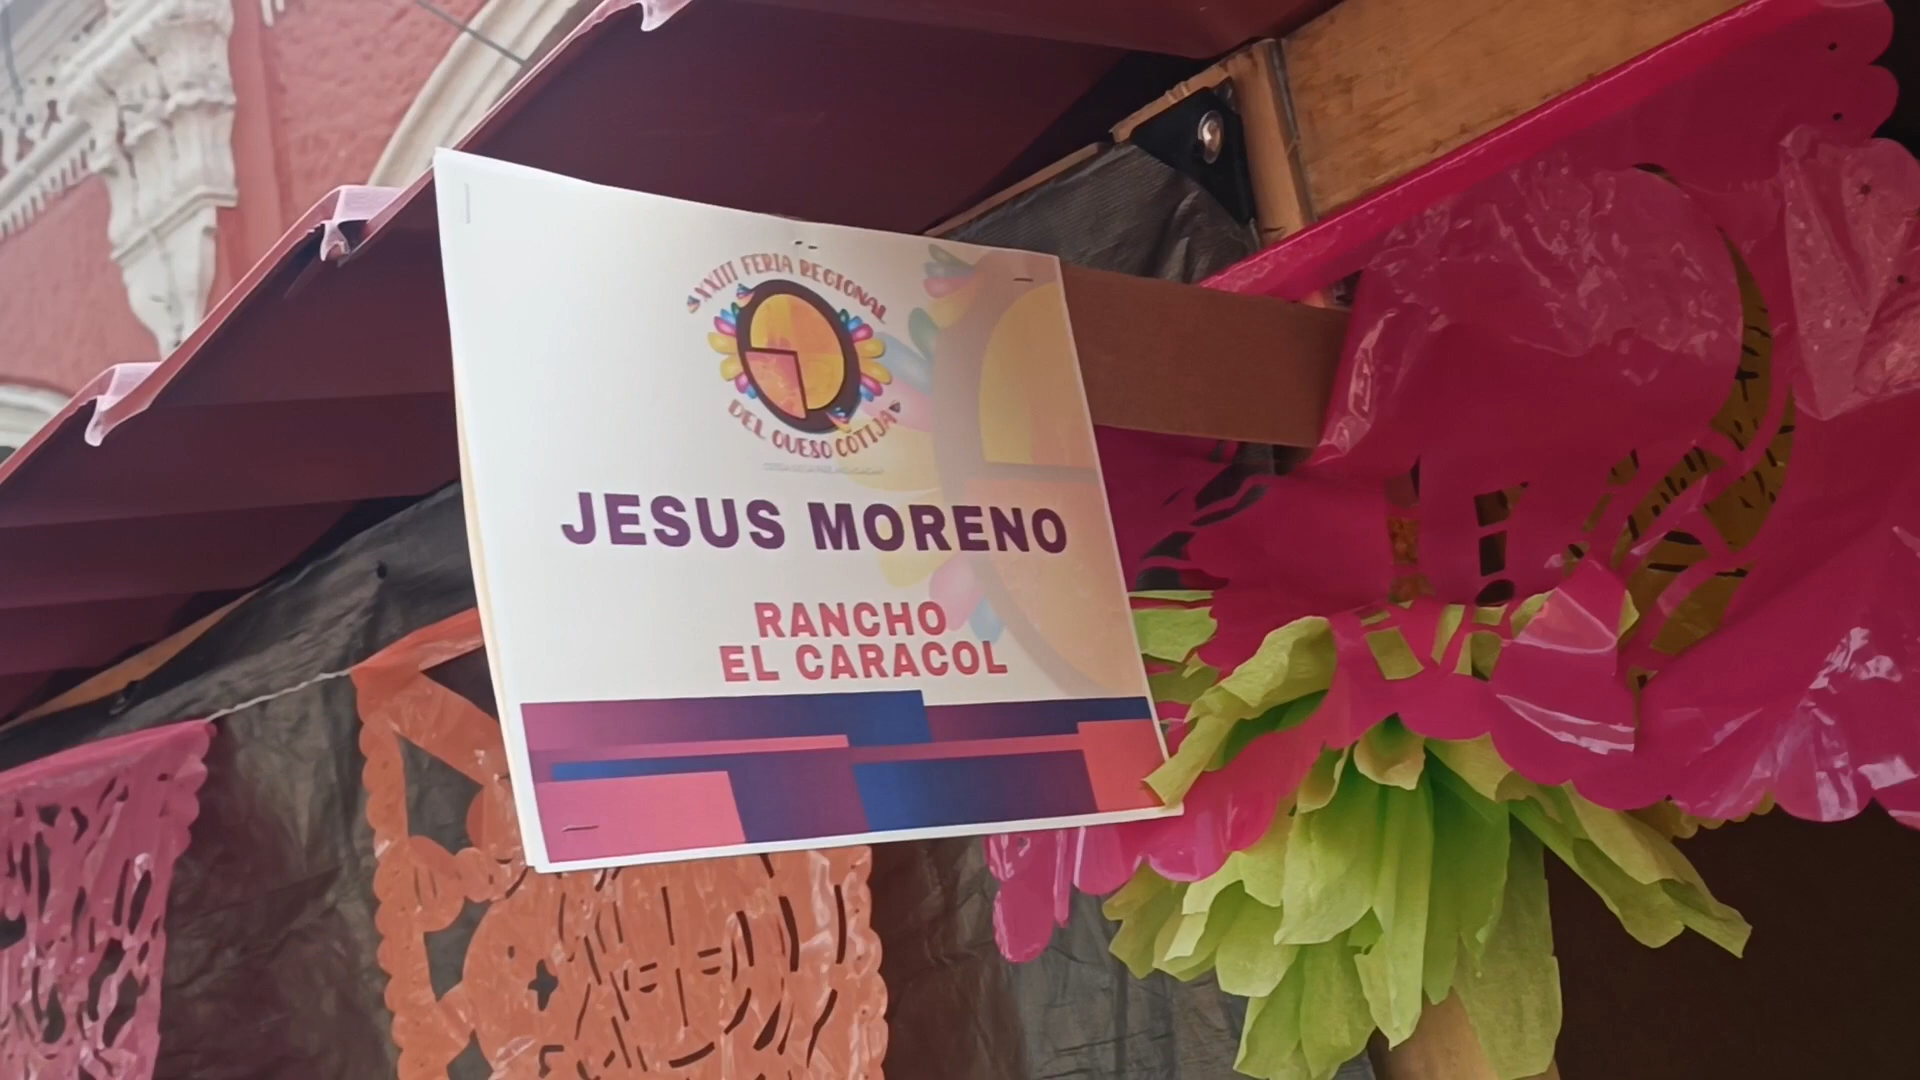 XXIII FERIA REGIONAL
DEL QUESO COTIJA
JESUS MORENO
RANCHO
EL CARACOL